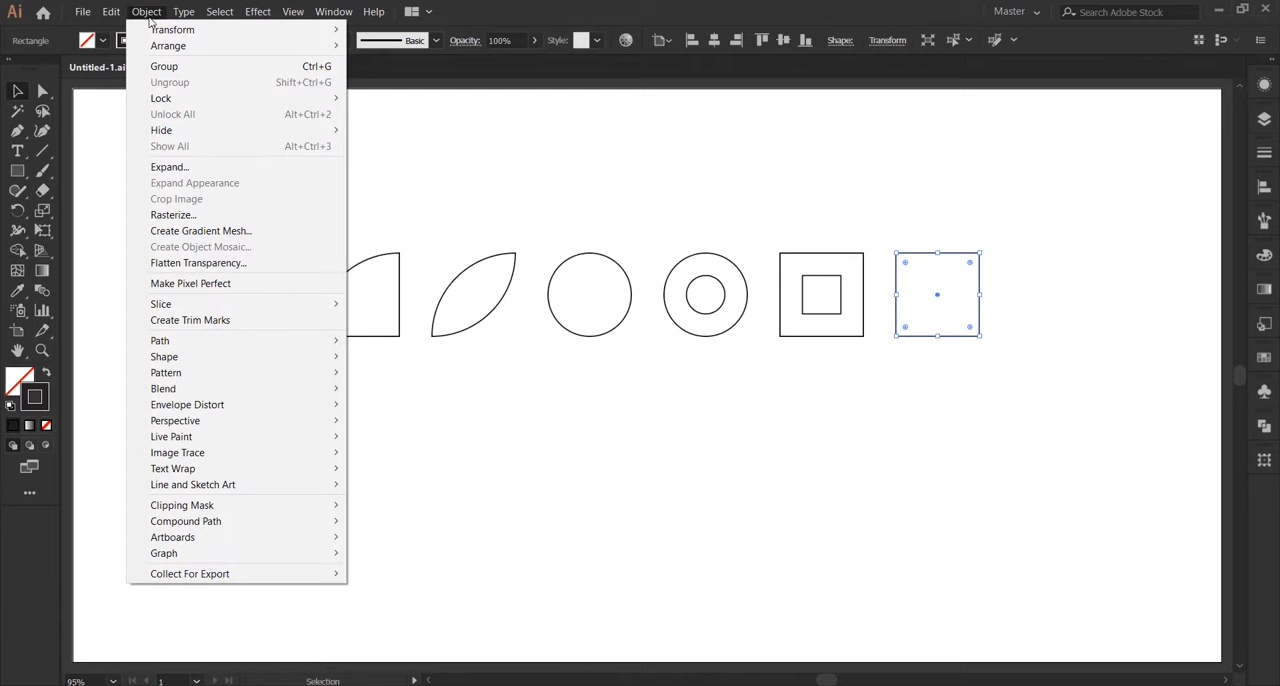 Ai File Edit Object Type Select Effect View Window Help Master Search Adobe Stock
Rectangle Basic Opacity: 100% Style: Shape: Transform
Untitled-1.ai
Transform
Arrange
Group Ctrl+G
Ungroup Shift+Ctrl+G
Lock
Unlock All Alt+Ctrl+2
Hide
Show All Alt+Ctrl+3
Expand...
Expand Appearance
Crop Image
Rasterize...
Create Gradient Mesh...
Create Object Mosaic...
Flatten Transparency...
Make Pixel Perfect
Slice
Create Trim Marks
Path
Shape
Pattern
Blend
Envelope Distort
Perspective
Live Paint
Image Trace
Text Wrap
Line and Sketch Art
Clipping Mask
Compound Path
Artboards
Graph
Collect For Export
95% 1 Selection